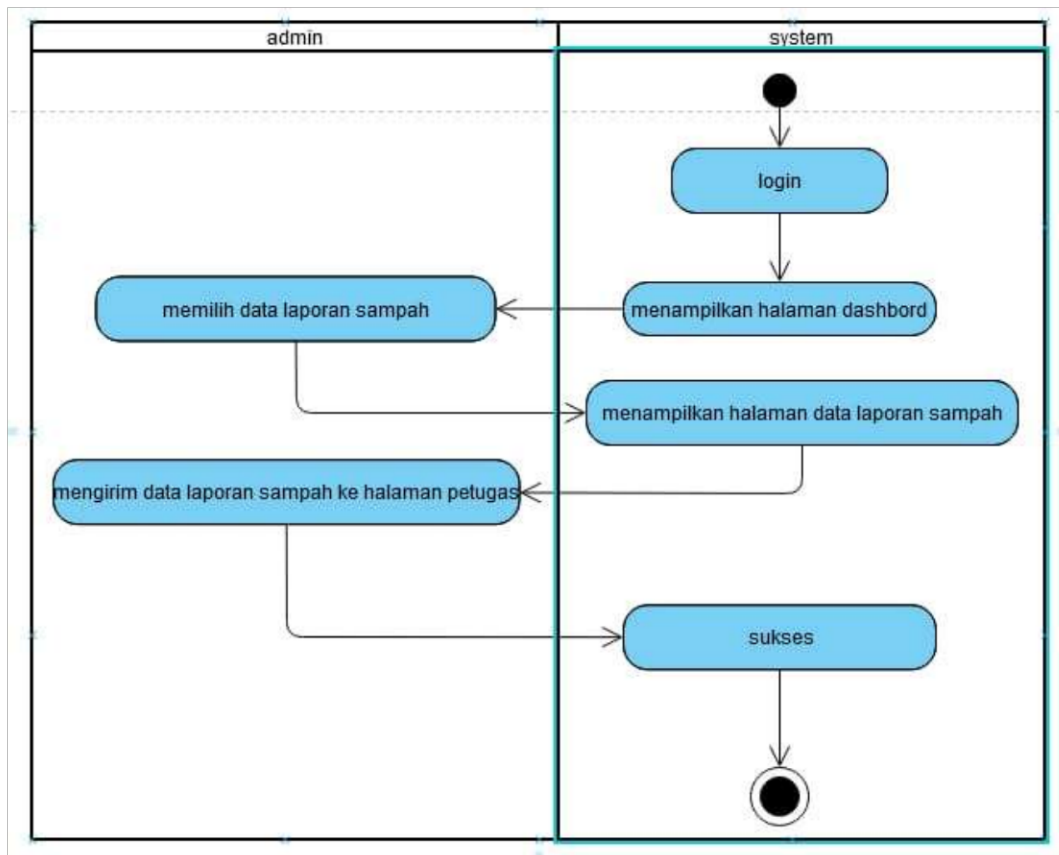 admin
system
login
menampilkan halaman dashbord
memilih data laporan sampah
menampilkan halaman data laporan sampah
mengirim data laporan sampah ke halaman petugas
sukses